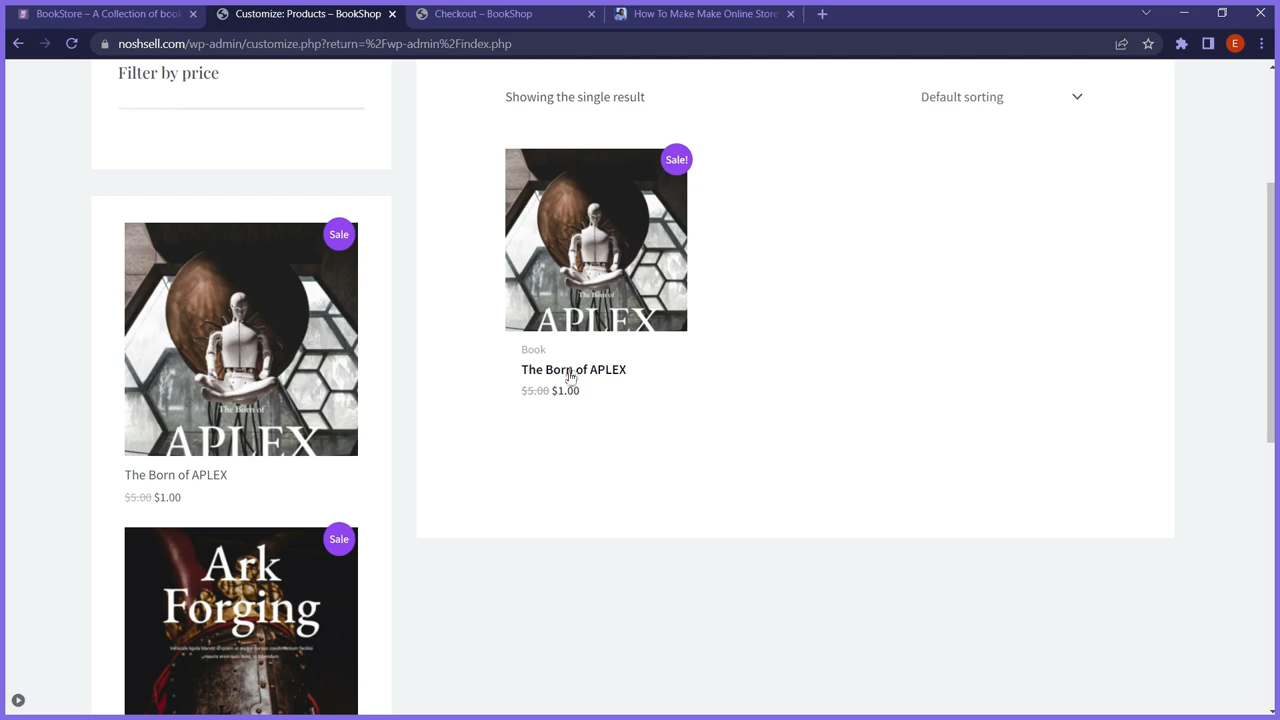 BookStore – A Collection of book
Customize: Products – BookShop
Checkout – BookShop
How To Make Make Online Store
noshsell.com/wp-admin/customize.php?return=%2Fwp-admin%2Findex.php
E
Filter by price
Showing the single result
Default sorting
Sale!
The Born of
APLEX
Book
The Born of APLEX
$5.00 $1.00
Sale
The Born of
APLEX
The Born of APLEX
$5.00 $1.00
Sale
Ark
Forging